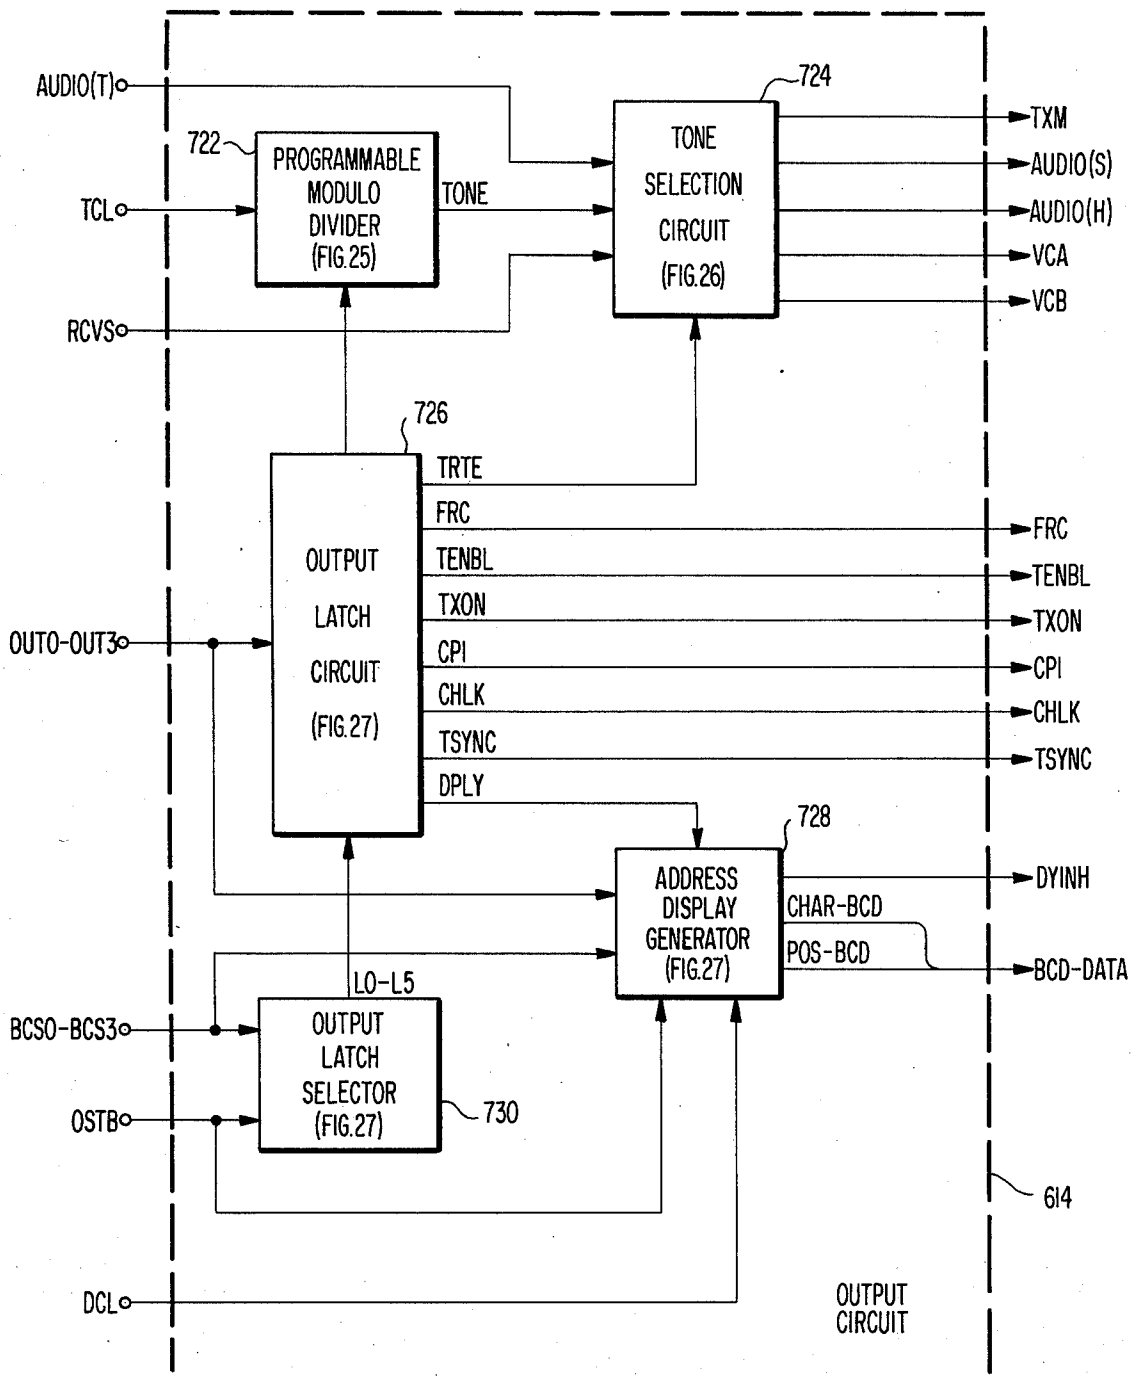 AUDIO(T)
722
PROGRAMMABLE
MODULO
DIVIDER
(FIG.25)
TCL
TONE
RCVS
724
TONE
SELECTION
CIRCUIT
(FIG.26)
TXM
AUDIO(S)
AUDIO(H)
VCA
VCB
726
OUTPUT
LATCH
CIRCUIT
(FIG.27)
OUT0-OUT3
TRTE
FRC
TENBL
TXON
CPI
CHLK
TSYNC
DPLY
FRC
TENBL
TXON
CPI
CHLK
TSYNC
728
ADDRESS
DISPLAY
GENERATOR
(FIG.27)
DYINH
CHAR-BCD
POS-BCD
BCD-DATA
L0-L5
BCS0-BCS3
OUTPUT
LATCH
SELECTOR
(FIG.27)
730
OSTB
614
DCL
OUTPUT
CIRCUIT